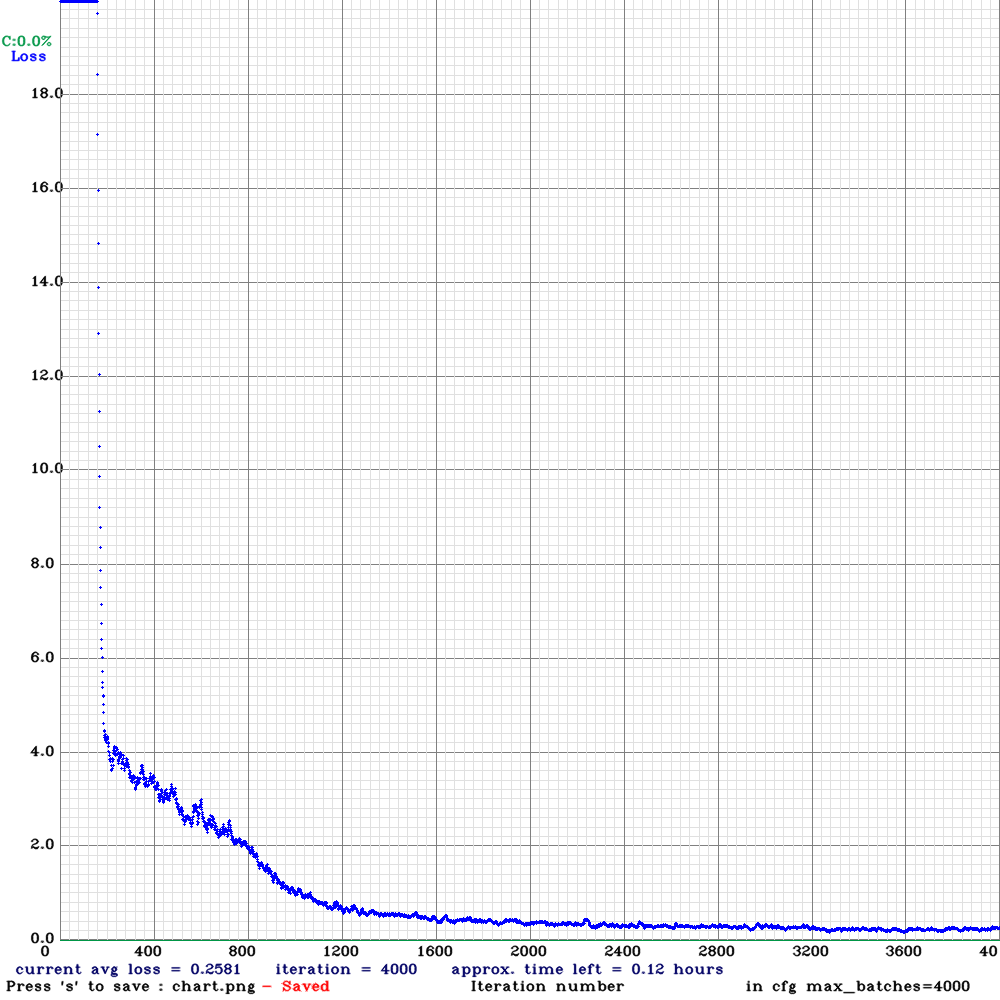 C:0.0%
Loss
18.0
16.0
14.0
12.0
10.0
8.0
6.0
4.0
2.0
0.0
0 400 800 1200 1600 2000 2400 2800 3200 3600 40
current avg loss = 0.2581 iteration = 4000 approx. time left = 0.12 hours
Press 's' to save : chart.png - Saved Iteration number in cfg max_batches=4000